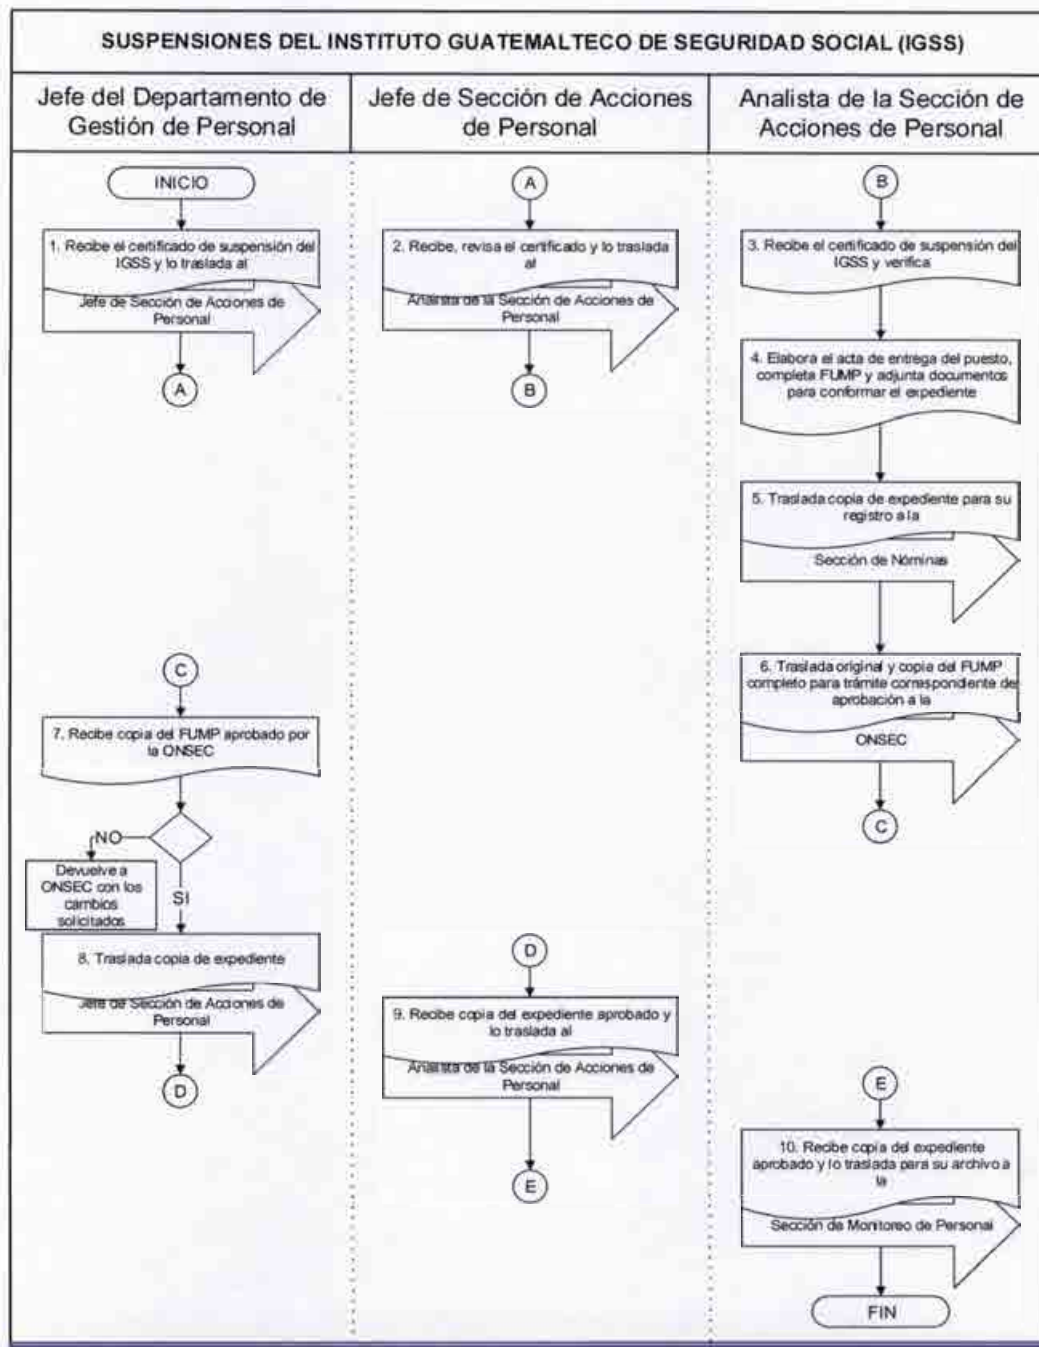 SUSPENSIONES DEL INSTITUTO GUATEMALTECO DE SEGURIDAD SOCIAL (IGSS)
Jefe del Departamento de
Gestión de Personal
Jefe de Sección de Acciones
de Personal
Analista de la Sección de
Acciones de Personal
INICIO
1. Recibe el certificado de suspensión del
IGSS y lo traslada al
Jefe de Sección de Acciones de
Personal
A
A
2. Recibe, revisa el certificado y lo traslada
al
Analista de la Sección de Acciones de
Personal
B
B
3. Recibe el certificado de suspensión del
IGSS y verifica
4. Elabora el acta de entrega del puesto,
completa FUMP y adjunta documentos
para conformar el expediente
5. Traslada copia de expediente para su
registro a la
Sección de Nóminas
6. Traslada original y copia del FUMP
completo para trámite correspondiente de
aprobación a la
ONSEC
C
C
7. Recibe copia del FUMP aprobado por
la ONSEC
NO
Devuelve a
ONSEC con los
cambios
solicitados
SI
8. Traslada copia de expediente
Jefe de Sección de Acciones de
Personal
D
D
9. Recibe copia del expediente aprobado y
lo traslada al
Analista de la Sección de Acciones de
Personal
E
E
10. Recibe copia del expediente
aprobado y lo traslada para su archivo a
la
Sección de Monitoreo de Personal
FIN